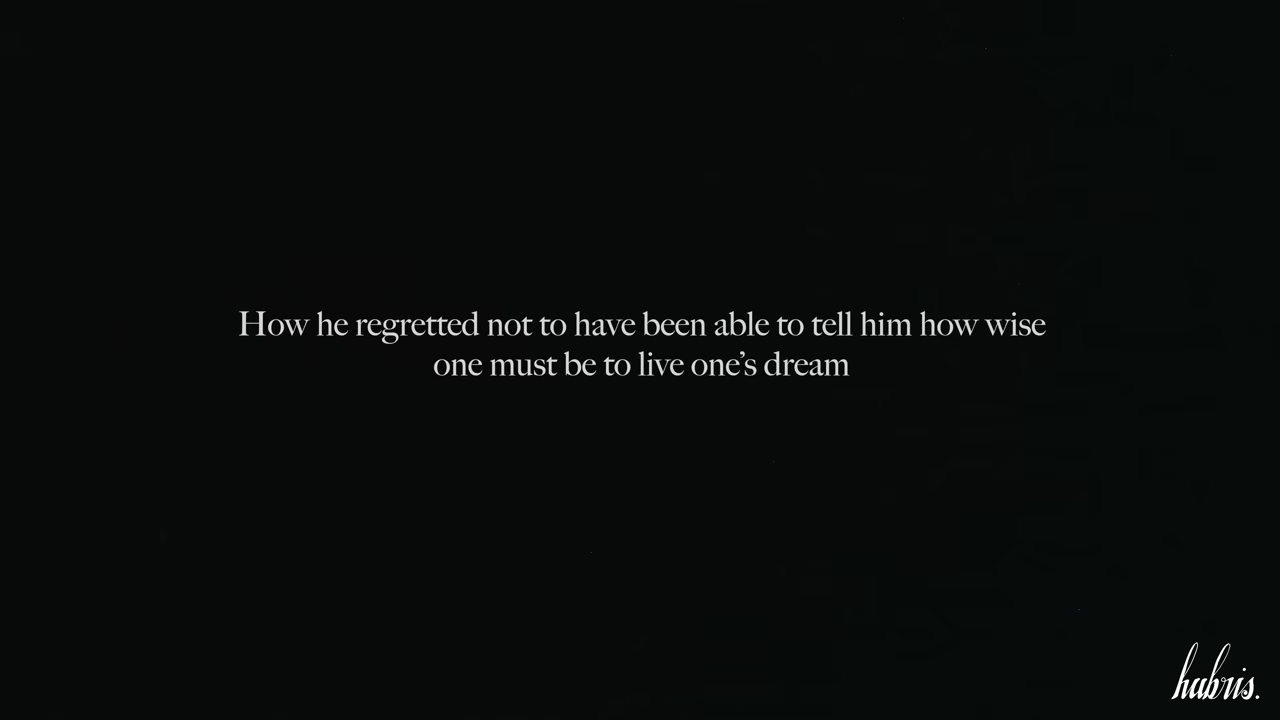 How he regretted not to have been able to tell him how wise
one must be to live one's dream
hubris.